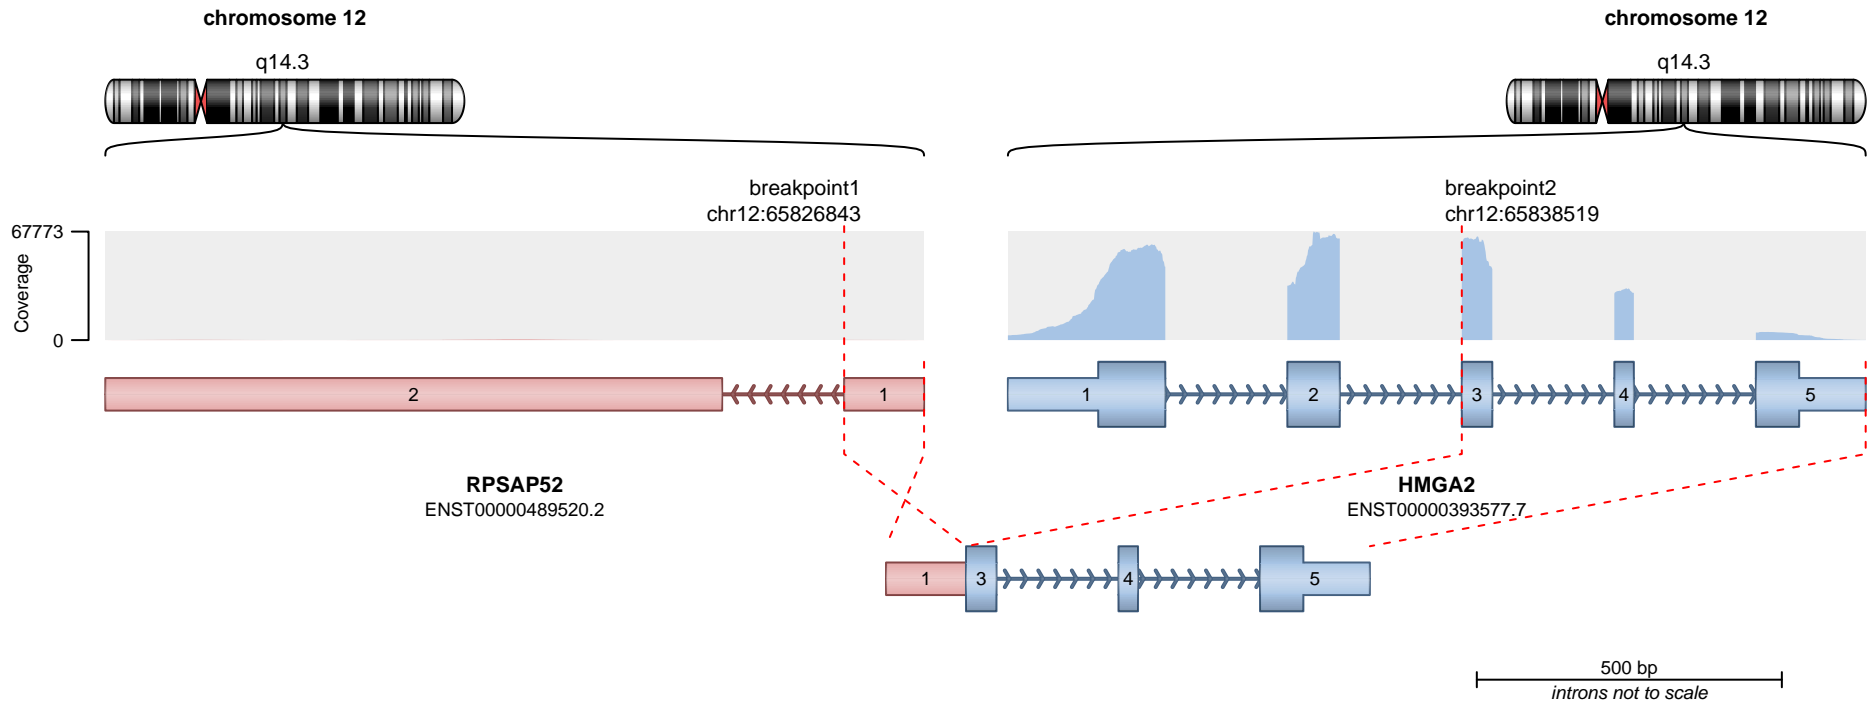 chromosome 12
chromosome 12
q14.3
q14.3
breakpoint1
chr12:65826843
breakpoint2
chr12:65838519
67773
Coverage
0
2
1
1
2
3
4
5
RPSAP52
ENST00000489520.2
HMGA2
ENST00000393577.7
1
3
4
5
500 bp
introns not to scale